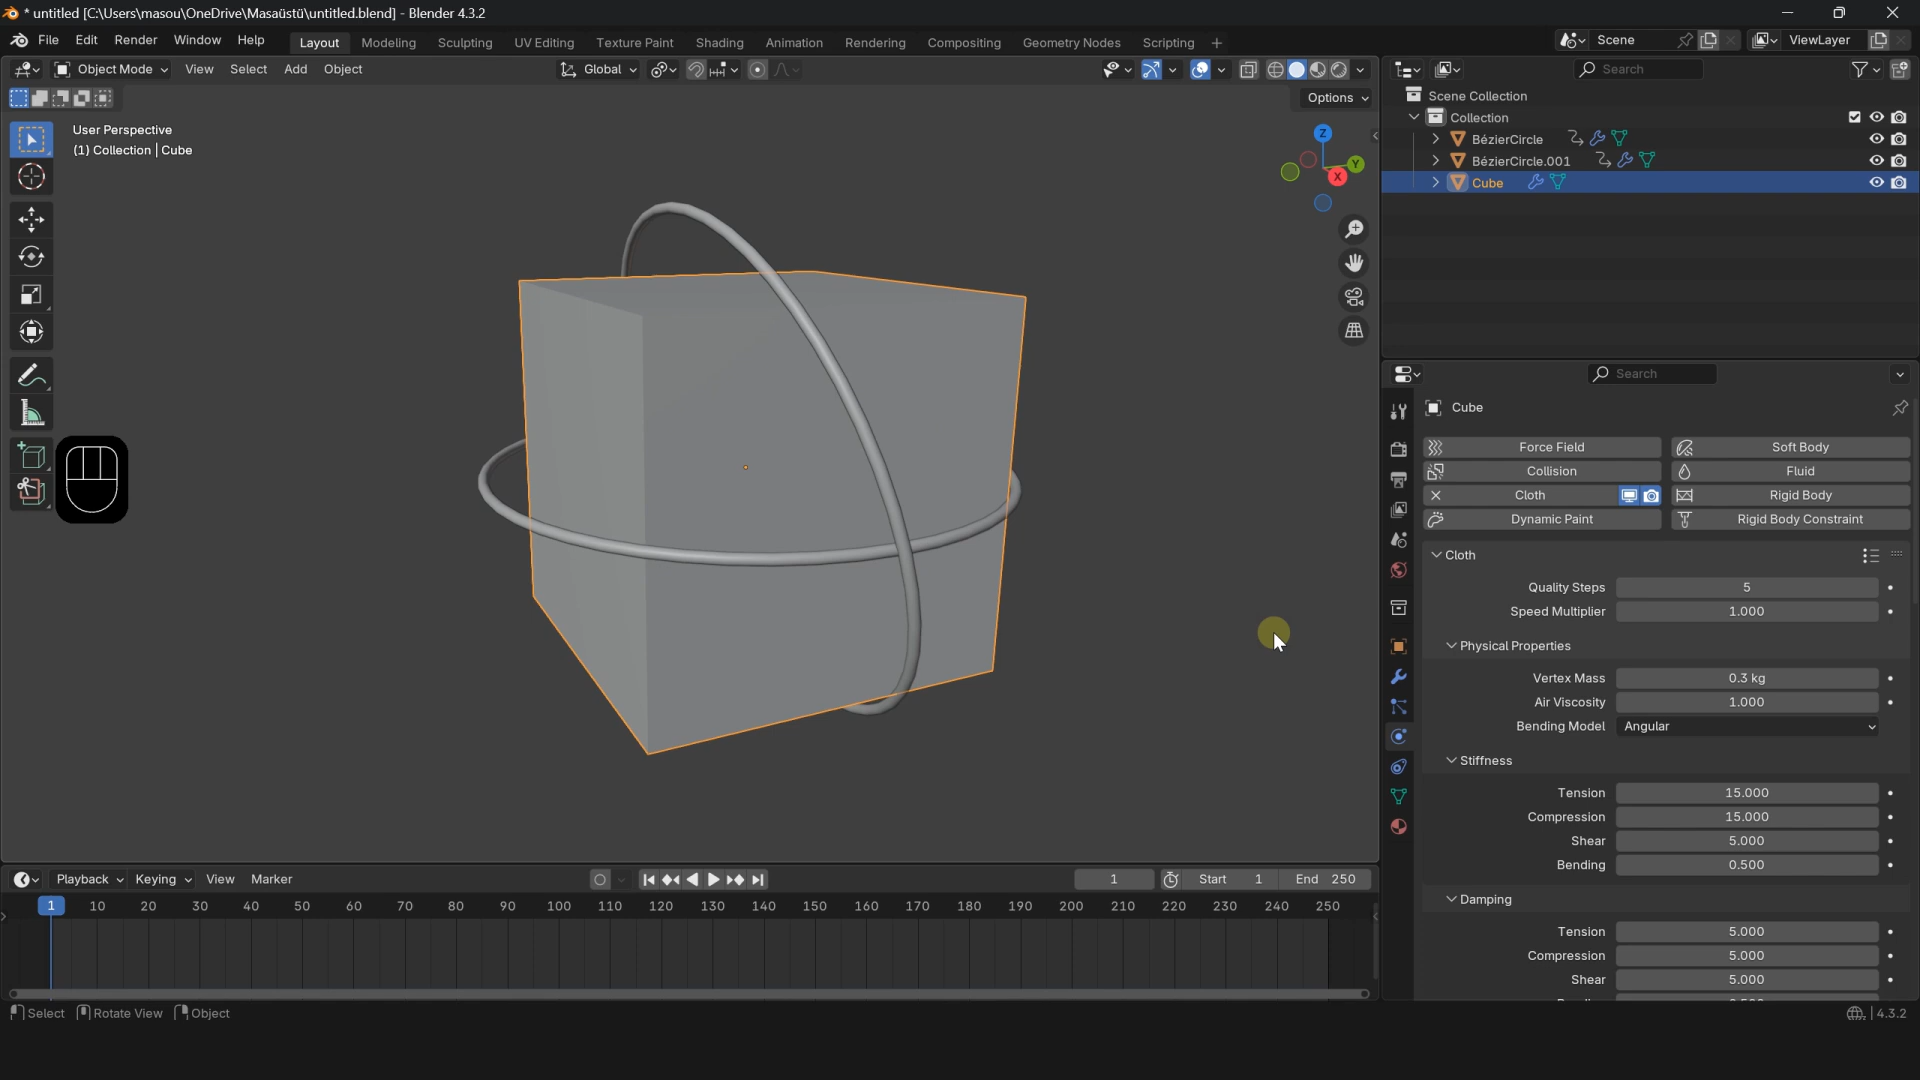 * untitled [C:\Users\masou\OneDrive\Masaüstü\untitled.blend] - Blender 4.3.2
File Edit Render Window Help Layout Modeling Sculpting UV Editing Texture Paint Shading Animation Rendering Compositing Geometry Nodes Scripting + Scene ViewLayer
Object Mode View Select Add Object Global Search
Options
User Perspective
(1) Collection | Cube
Z
Y
X
Scene Collection
Collection
BézierCircle
BézierCircle.001
Cube
Search
Cube
Force Field Soft Body
Collision Fluid
Cloth Rigid Body
Dynamic Paint Rigid Body Constraint
Cloth
Quality Steps 5
Speed Multiplier 1.000
Physical Properties
Vertex Mass 0.3 kg
Air Viscosity 1.000
Bending Model Angular
Stiffness
Tension 15.000
Compression 15.000
Shear 5.000
Bending 0.500
Damping
Tension 5.000
Compression 5.000
Shear 5.000
Playback Keying View Marker 1 Start 1 End 250
1 10 20 30 40 50 60 70 80 90 100 110 120 130 140 150 160 170 180 190 200 210 220 230 240 250
Select Rotate View Object 4.3.2